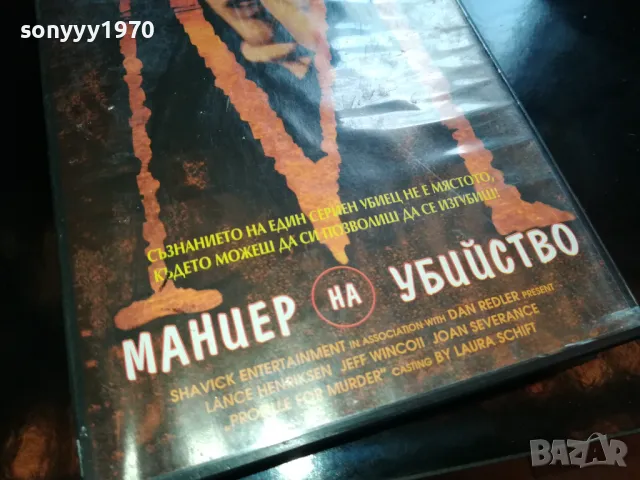 sonyyy1970
СЪЗНАНИЕТО НА ЕДИН СЕРИЕН УБИЕЦ НЕ Е МЯСТОТО,
КЪДЕТО МОЖЕШ ДА СИ ПОЗВОЛИШ ДА СЕ ИЗГУБИШ!
МАНИЕР НА УБИЙСТВО
SHAVICK ENTERTAINMENT IN ASSOCIATION WITH DAN REDLER PRESENT
LANCE HENRIKSEN JEFF WINCOII JOAN SEVERANCE
„PROFILE FOR MURDER” CASTING BY LAURA SCHIFT
BAZAR